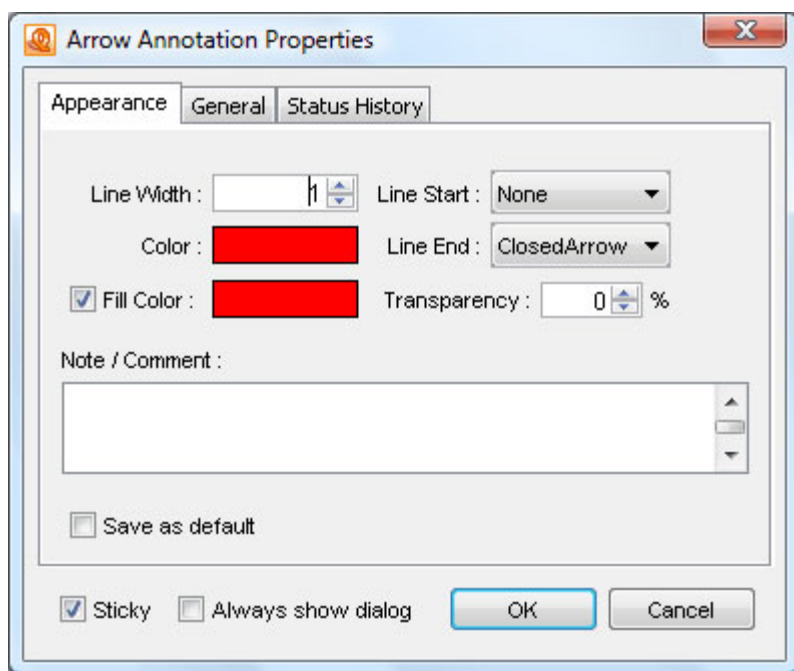 Arrow Annotation Properties
Appearance General Status History
Line Width : 1 Line Start : None
Color : Line End : ClosedArrow
Fill Color : Transparency : 0 %
Note / Comment :
Save as default
Sticky Always show dialog OK Cancel